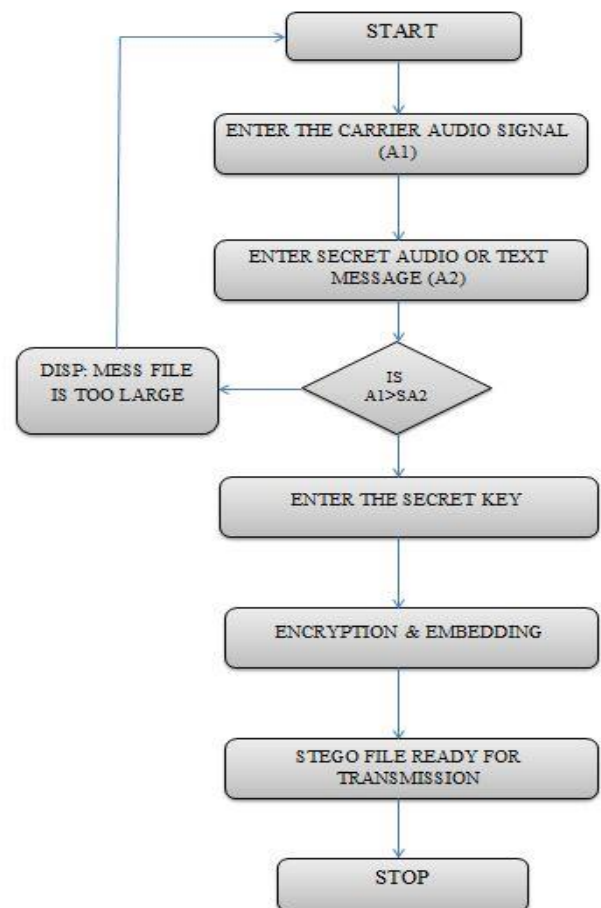 START
ENTER THE CARRIER AUDIO SIGNAL
(A1)
ENTER SECRET AUDIO OR TEXT
MESSAGE (A2)
DISP: MESS FILE
IS TOO LARGE
IS
A1>SA2
ENTER THE SECRET KEY
ENCRYPTION & EMBEDDING
STEGO FILE READY FOR
TRANSMISSION
STOP